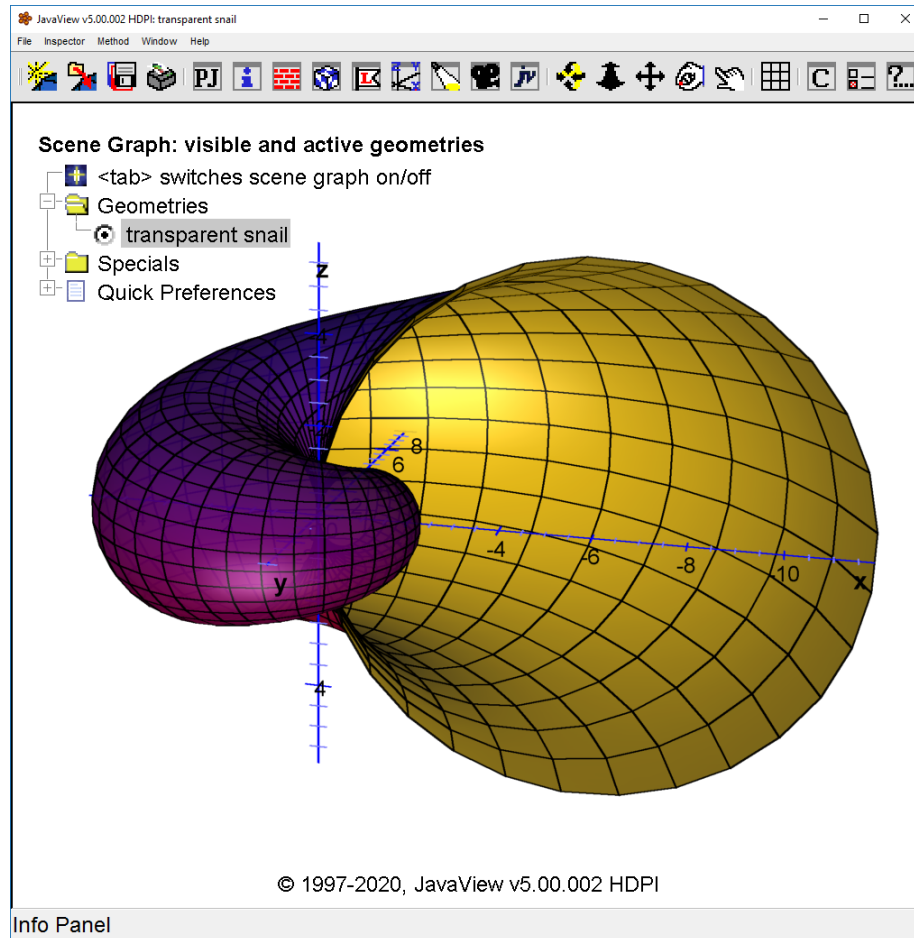 JavaView v5.00.002 HDPI: transparent snail
File Inspector Method Window Help
PJ i L jv C ?...
Scene Graph: visible and active geometries
<tab> switches scene graph on/off
Geometries
transparent snail
Specials
Quick Preferences
z
4
8
6
-4
-6
-8
-10
x
y
4
© 1997-2020, JavaView v5.00.002 HDPI
Info Panel